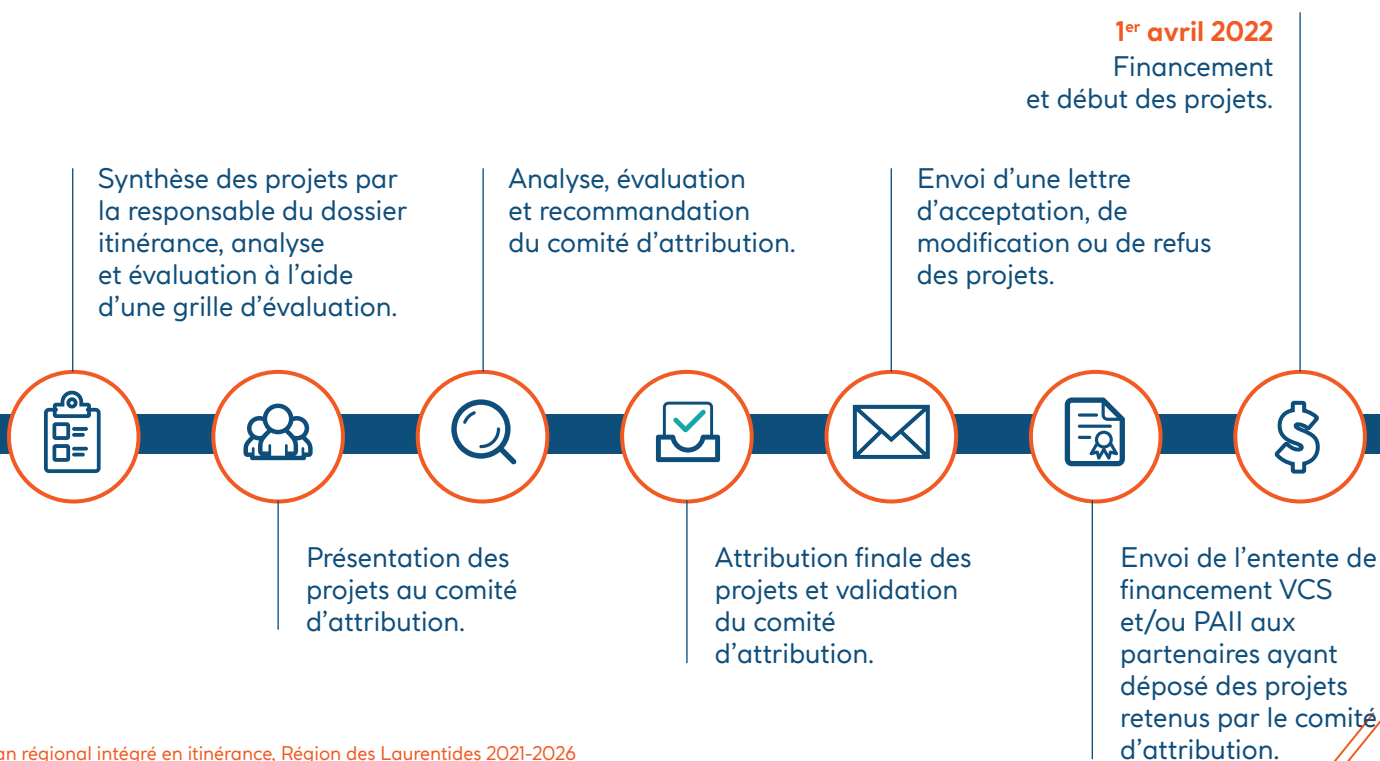 1er avril 2022
Financement
et début des projets.
Synthèse des projets par
la responsable du dossier
itinérance, analyse
et évaluation à l'aide
d'une grille d'évaluation.
Analyse, évaluation
et recommandation
du comité d'attribution.
Envoi d'une lettre
d'acceptation, de
modification ou de refus
des projets.
Présentation des
projets au comité
d'attribution.
Attribution finale des
projets et validation
du comité
d'attribution.
Envoi de l'entente de
financement VCS
et/ou PAII aux
partenaires ayant
déposé des projets
retenus par le comité
d'attribution.
an régional intégré en itinérance, Région des Laurentides 2021-2026